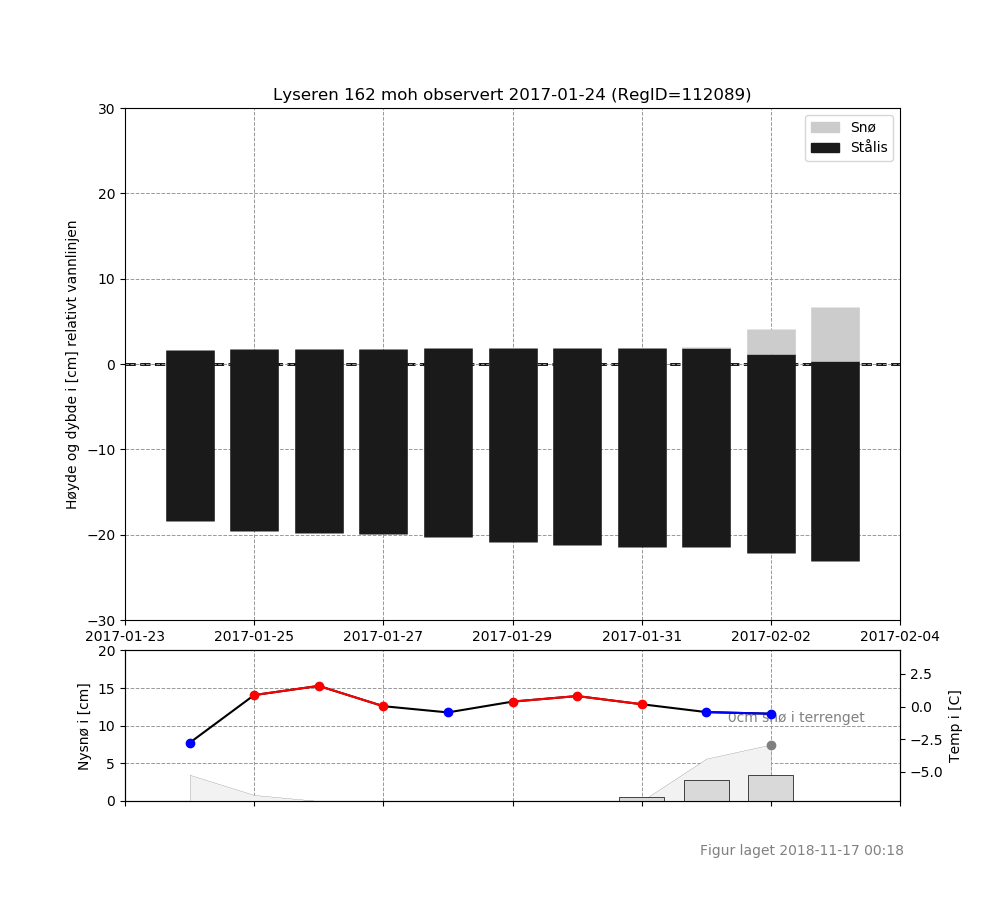 Lyseren 162 moh observert 2017-01-24 (RegID=112089)
30
20
10
0
−10
−20
−30
Høyde og dybde i [cm] relativt vannlinjen
Snø
Stålis
2017-01-23
2017-01-25
2017-01-27
2017-01-29
2017-01-31
2017-02-02
2017-02-04
20
15
10
5
0
Nysnø i [cm]
0cm snø i terrenget
2.5
0.0
−2.5
−5.0
Temp i [C]
Figur laget 2018-11-17 00:18